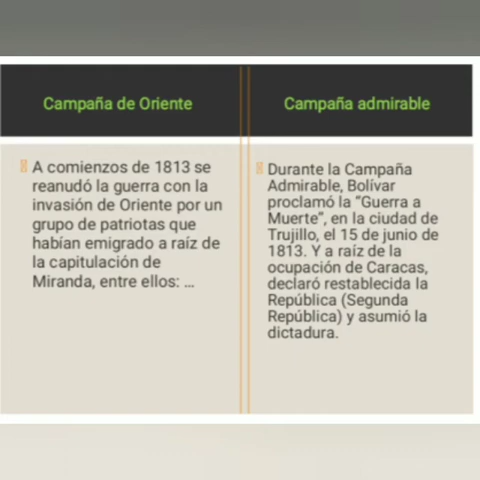 Campaña de Oriente
A comienzos de 1813 se
reanudó la guerra con la
invasión de Oriente por un
grupo de patriotas que
habían emigrado a raíz de
la capitulación de
Miranda, entre ellos: ...
Campaña admirable
Durante la Campaña
Admirable, Bolívar
proclamó la “Guerra a
Muerte”, en la ciudad de
Trujillo, el 15 de junio de
1813. Y a raíz de la
ocupación de Caracas,
declaró restablecida la
República (Segunda
República) y asumió la
dictadura.